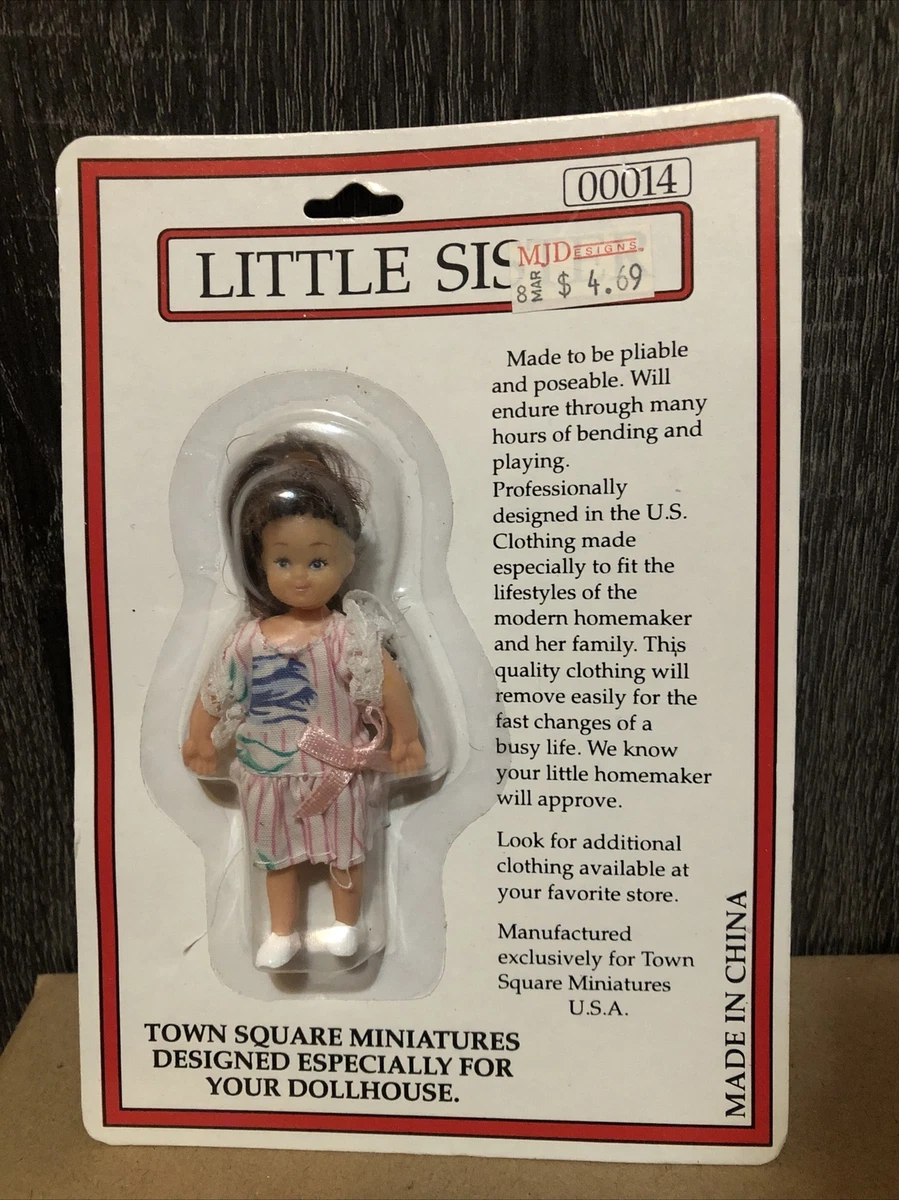 00014
LITTLE SIS
MJDESIGNS™
8 MAR $ 4.69
Made to be pliable
and poseable. Will
endure through many
hours of bending and
playing.
Professionally
designed in the U.S.
Clothing made
especially to fit the
lifestyles of the
modern homemaker
and her family. This
quality clothing will
remove easily for the
fast changes of a
busy life. We know
your little homemaker
will approve.
Look for additional
clothing available at
your favorite store.
Manufactured
exclusively for Town
Square Miniatures
U.S.A.
MADE IN CHINA
TOWN SQUARE MINIATURES
DESIGNED ESPECIALLY FOR
YOUR DOLLHOUSE.